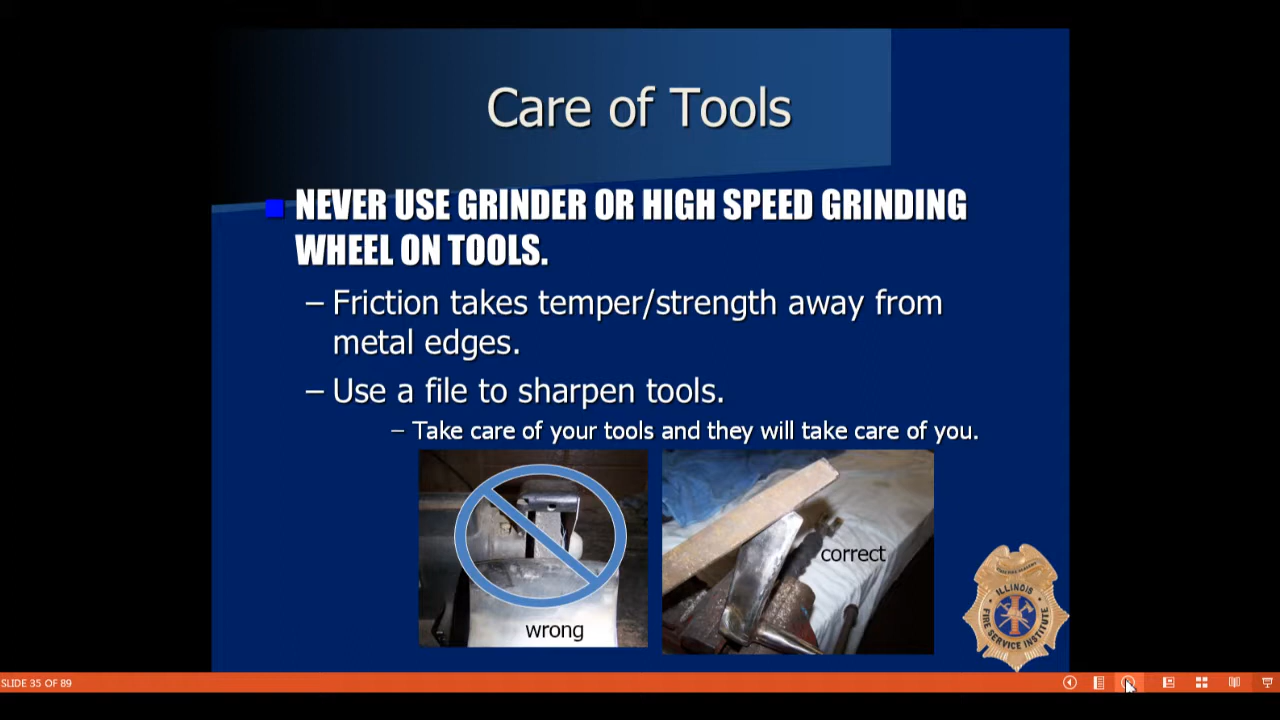 Care of Tools
NEVER USE GRINDER OR HIGH SPEED GRINDING
WHEEL ON TOOLS.
– Friction takes temper/strength away from
metal edges.
– Use a file to sharpen tools.
– Take care of your tools and they will take care of you.
correct
wrong
ILLINOIS
FIRE SERVICE INSTITUTE
SLIDE 35 OF 89